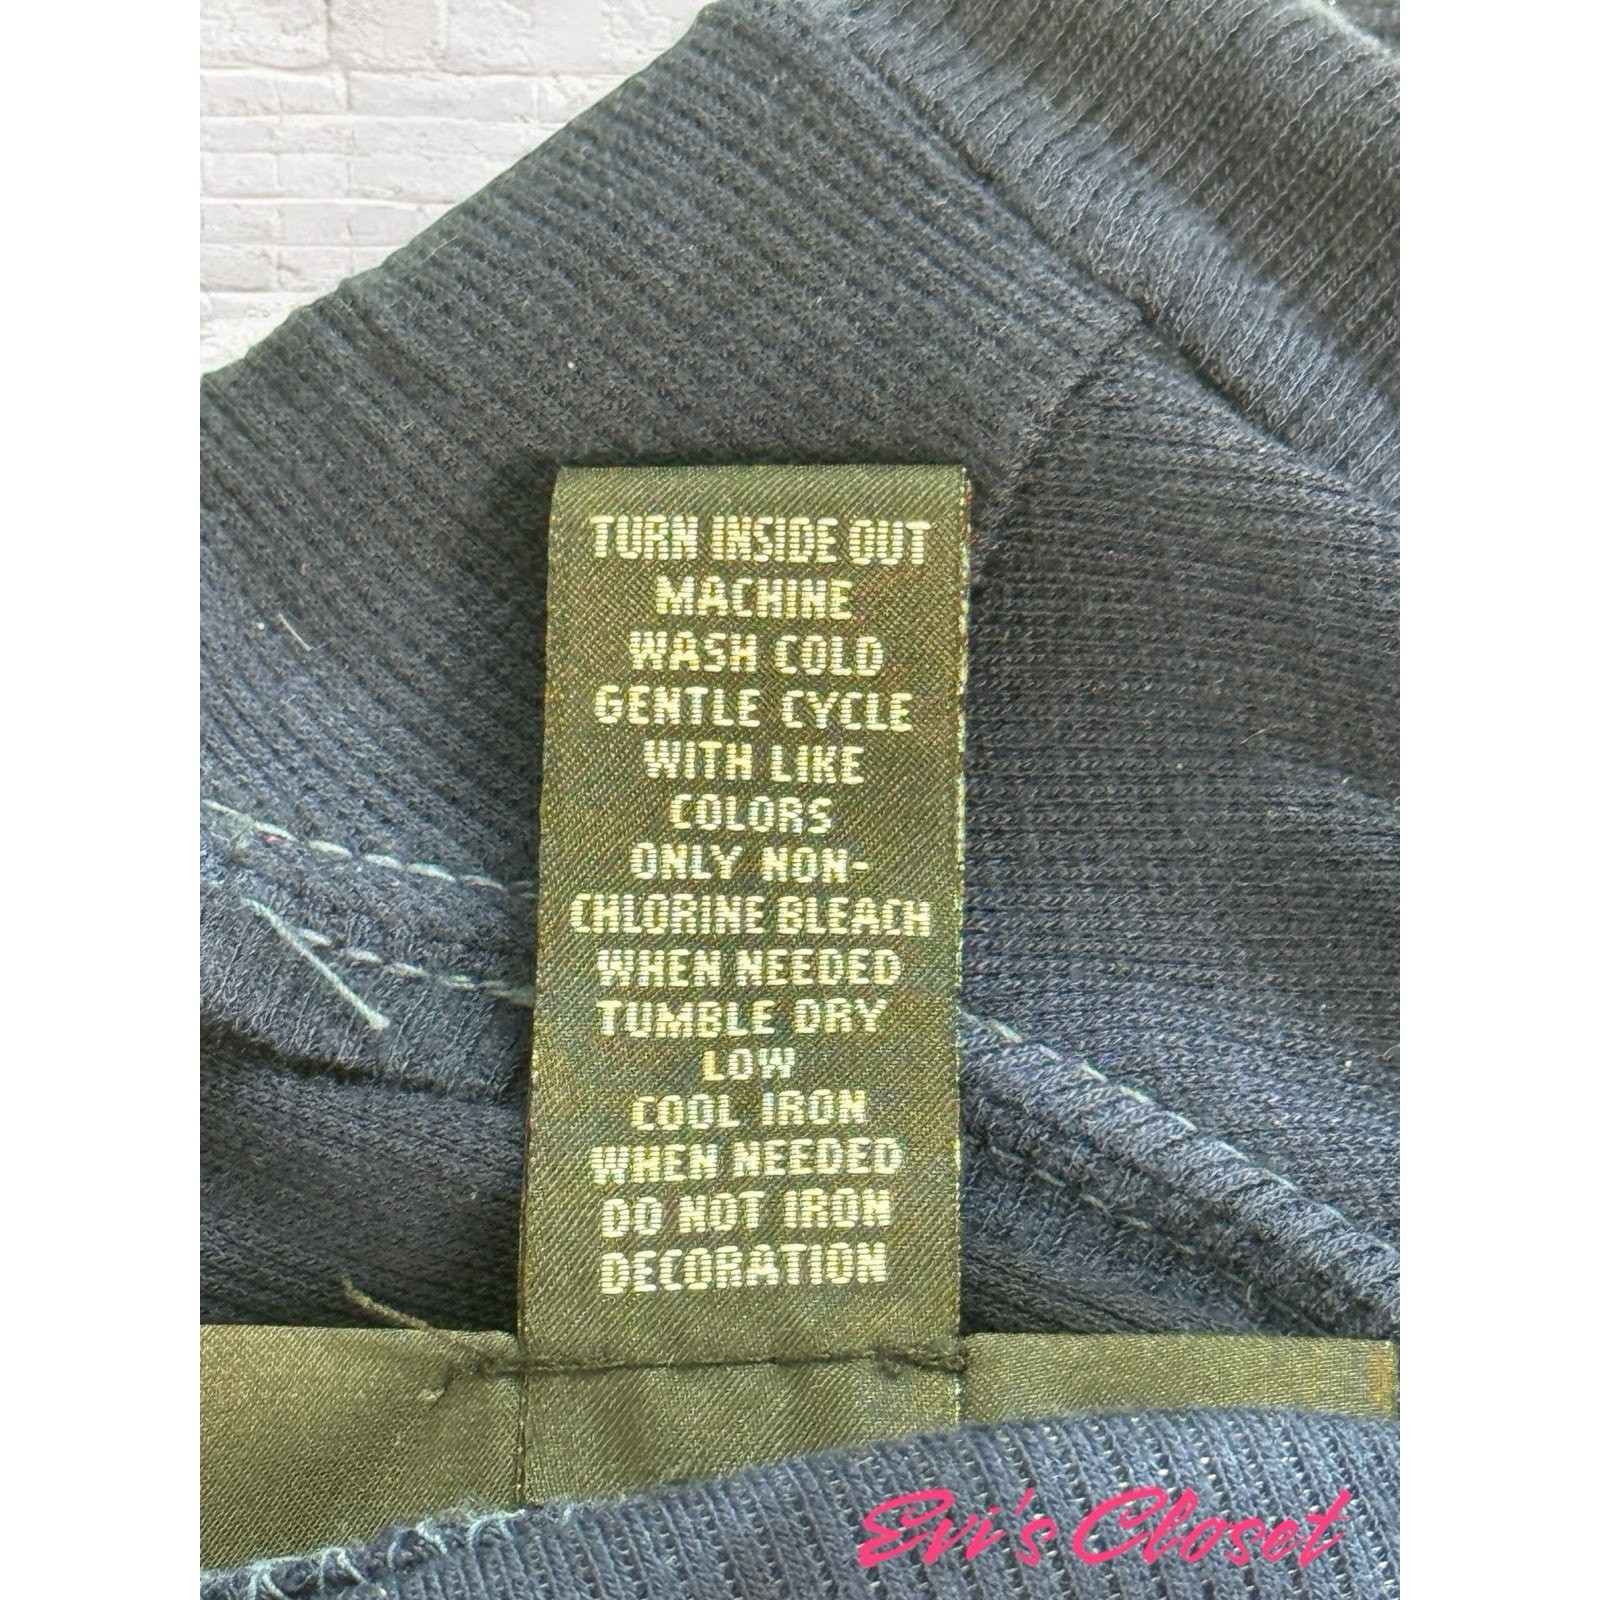 TURN INSIDE OUT
MACHINE
WASH COLD
GENTLE CYCLE
WITH LIKE
COLORS
ONLY NON-
CHLORINE BLEACH
WHEN NEEDED
TUMBLE DRY
LOW
COOL IRON
WHEN NEEDED
DO NOT IRON
DECORATION
Evi's Closet